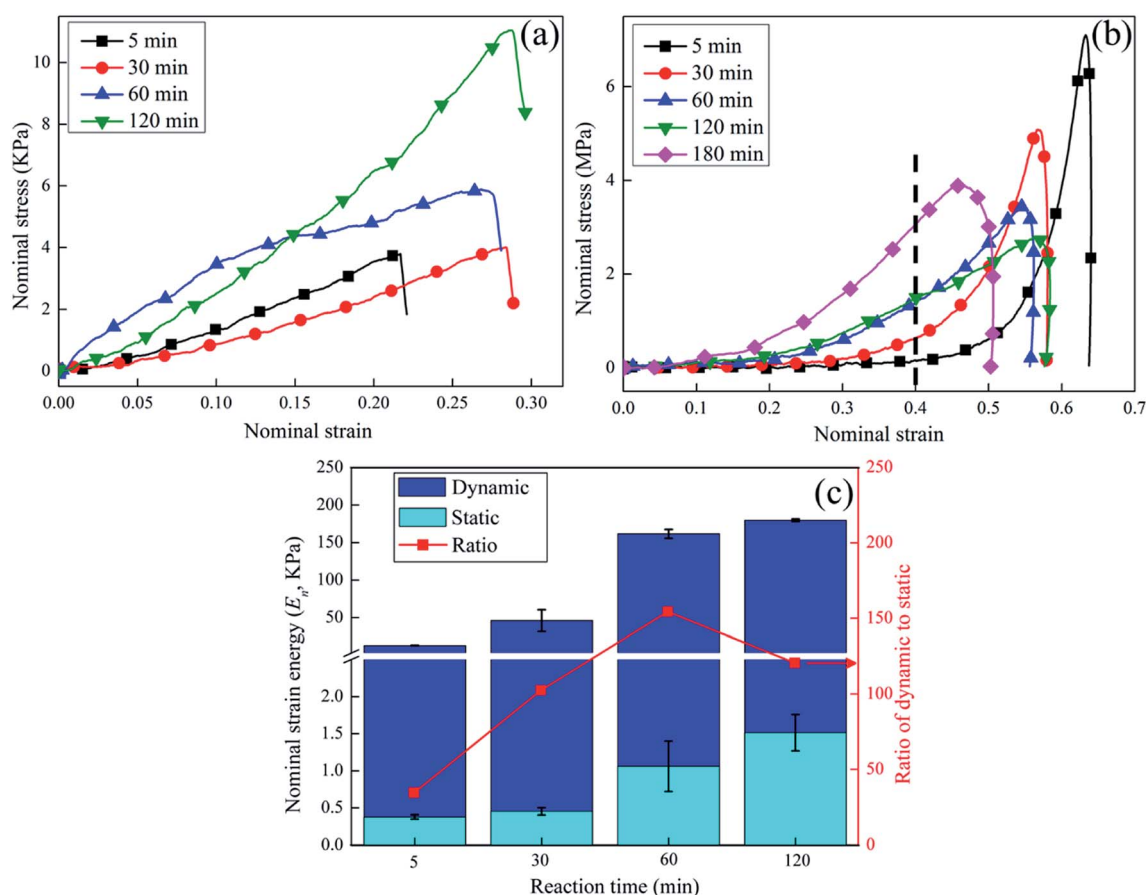 (a)
5 min
30 min
60 min
120 min
Nominal stress (KPa)
10
8
6
4
2
0
0.00 0.05 0.10 0.15 0.20 0.25 0.30
Nominal strain
(b)
5 min
30 min
60 min
120 min
180 min
Nominal stress (MPa)
6
4
2
0
0.0 0.1 0.2 0.3 0.4 0.5 0.6 0.7
Nominal strain
(c)
Dynamic
Static
Ratio
Nominal strain energy (En, KPa)
250
200
150
100
50
2.0
1.5
1.0
0.5
0.0
5 30 60 120
Reaction time (min)
250
200
150
100
50
0
Ratio of dynamic to static